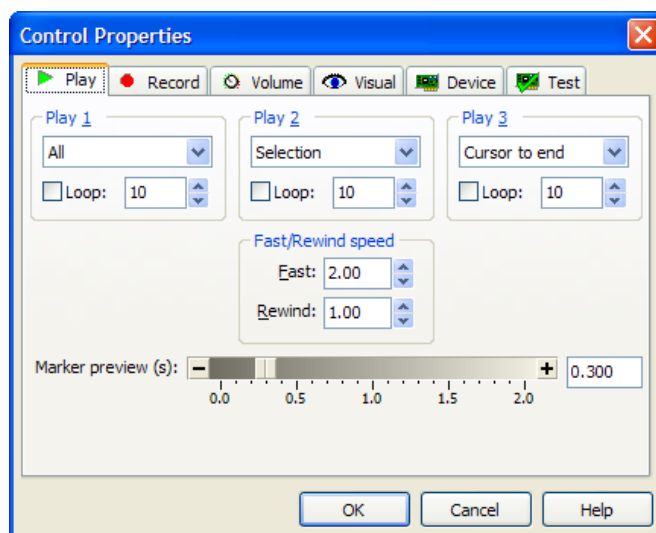 Control Properties
Play Record Volume Visual Device Test
Play 1 Play 2 Play 3
All Selection Cursor to end
Loop: 10 Loop: 10 Loop: 10
Fast/Rewind speed
Fast: 2.00
Rewind: 1.00
Marker preview (s): 0.300
0.0 0.5 1.0 1.5 2.0
OK Cancel Help